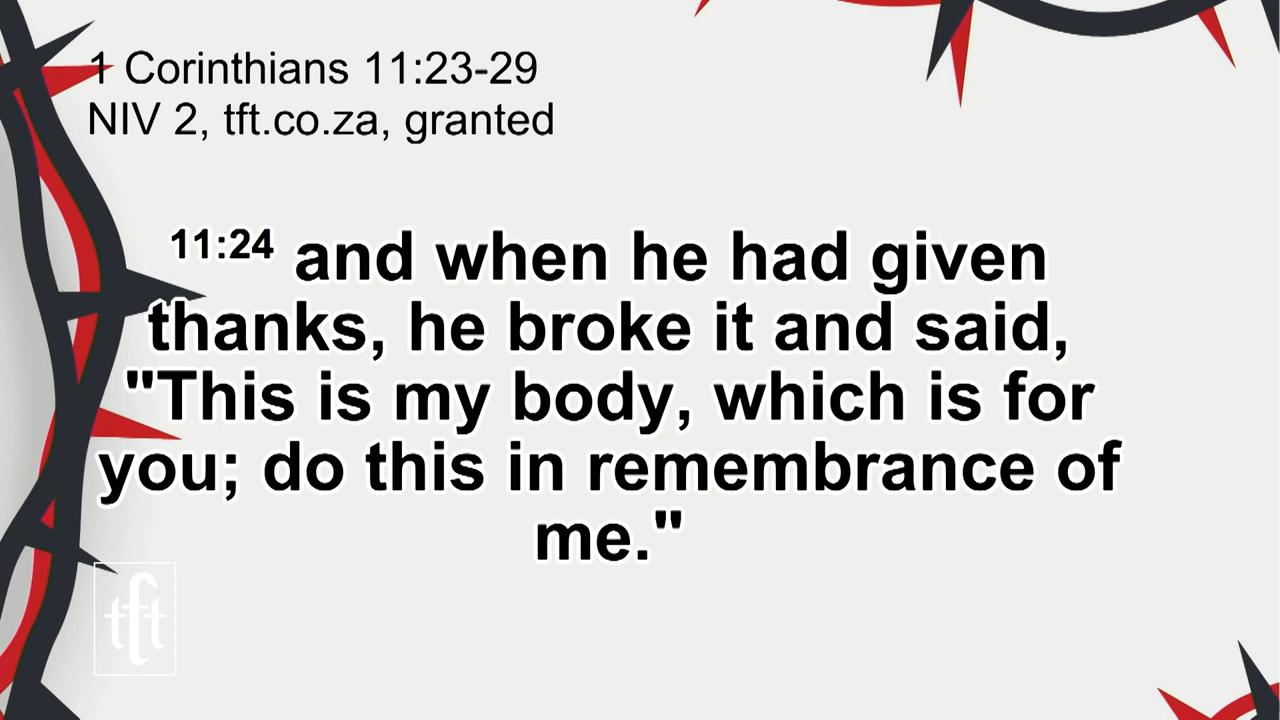 1 Corinthians 11:23-29
NIV 2, tft.co.za, granted
11:24 and when he had given
thanks, he broke it and said,
"This is my body, which is for
you; do this in remembrance of
me."
tft